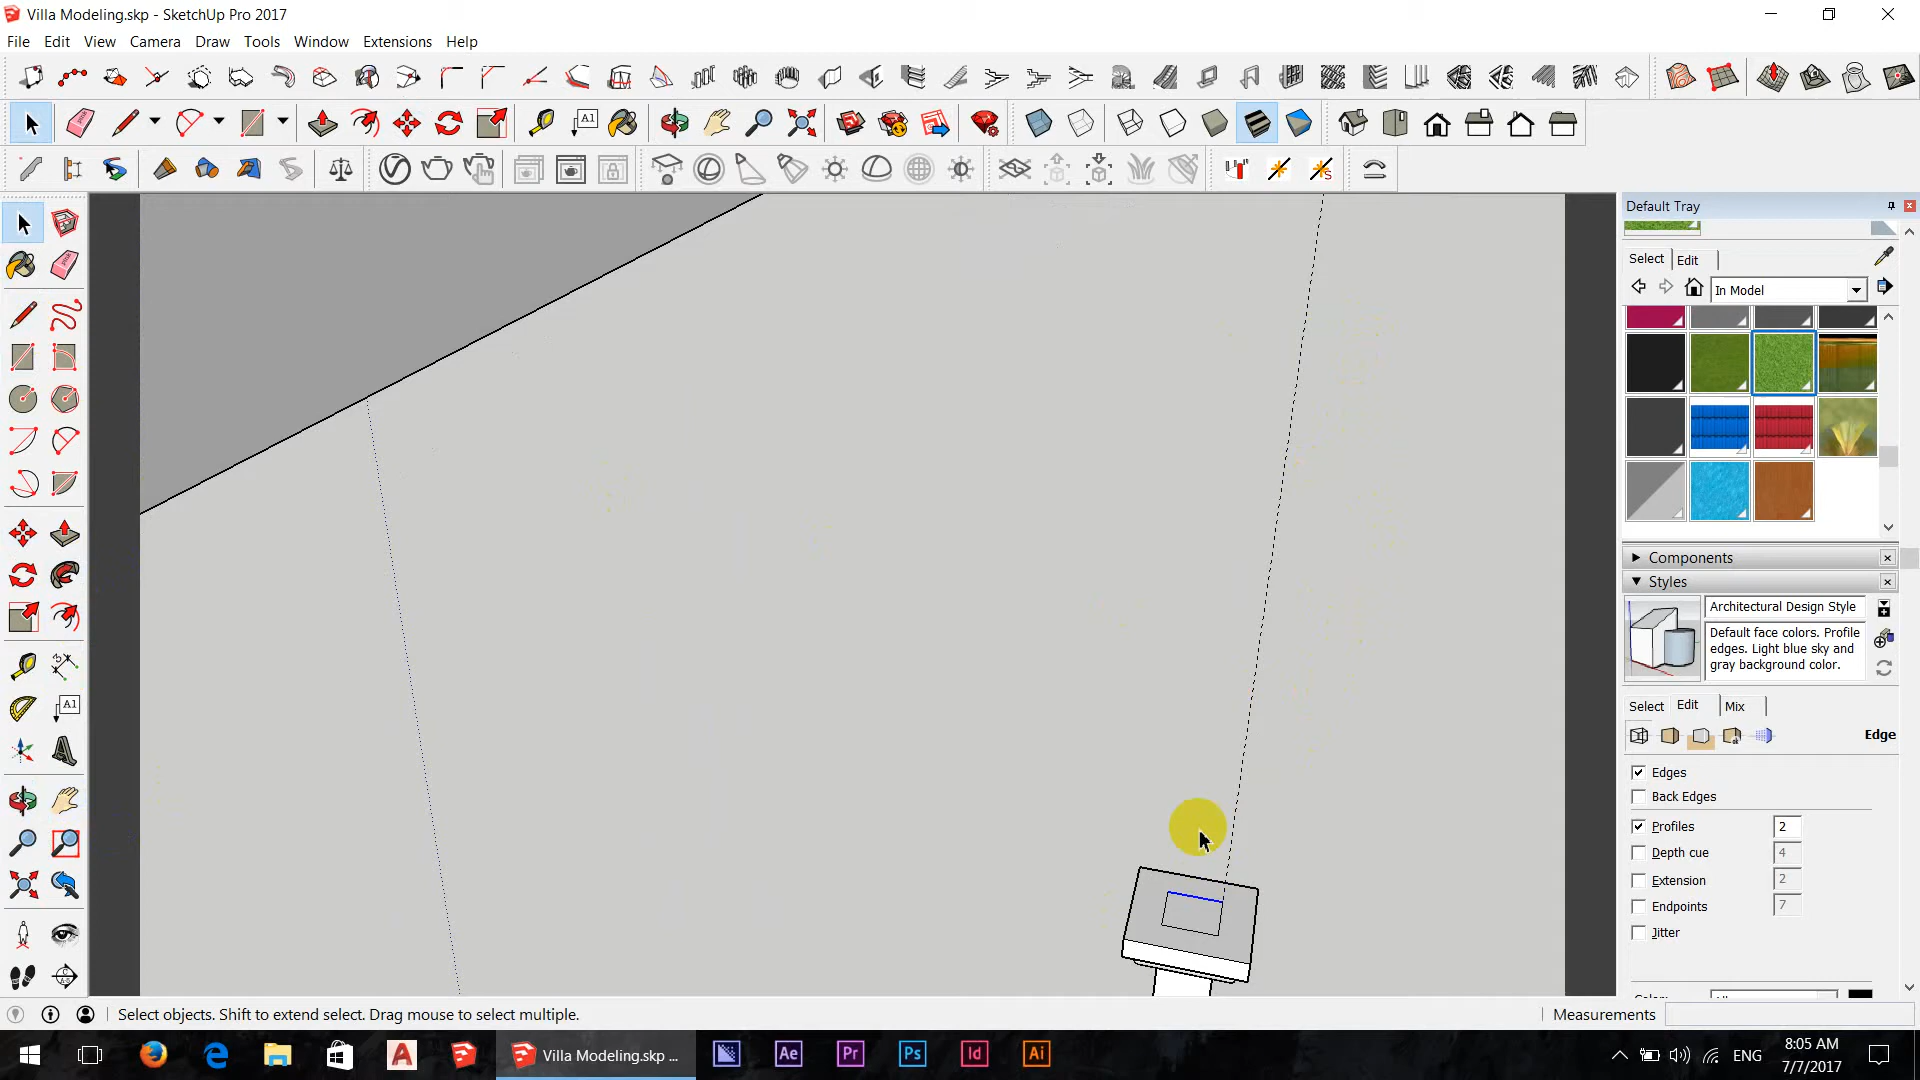 Villa Modeling.skp - SketchUp Pro 2017
File Edit View Camera Draw Tools Window Extensions Help
A1
Default Tray
Select Edit
In Model
A1
Components
Styles
Architectural Design Style
Default face colors. Profile
edges. Light blue sky and
gray background color.
Select Edit Mix
Edge
Edges
Back Edges
Profiles 2
Depth cue 4
Extension 2
Endpoints 7
Jitter
Select objects. Shift to extend select. Drag mouse to select multiple.
Measurements
Villa Modeling.skp ...
Ae
Pr
Ps
Id
Ai
ENG
8:05 AM
7/7/2017